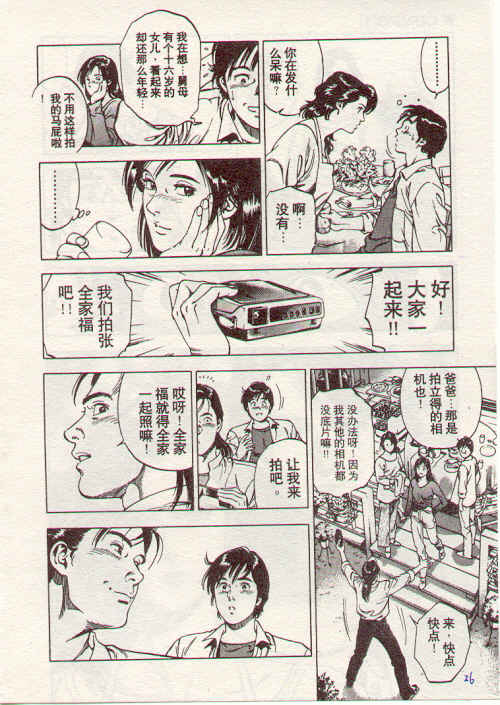 …………
你在发什
么呆嘛？
啊…
没有…
我在想…舅母
有个十六岁的
女儿，看起来
却还那么年轻…
不用这样拍
我的马屁啦
！
…………
好！
大家一
起来!!
我们拍张
全家福
吧!!
爸爸…那是
拍立得的相
机也！
没办法呀！因为
我其他的相机都
没底片嘛!!
来，快点
快点！
让我来
拍吧。
哎呀！全家
福就得全家
一起照嘛！
26